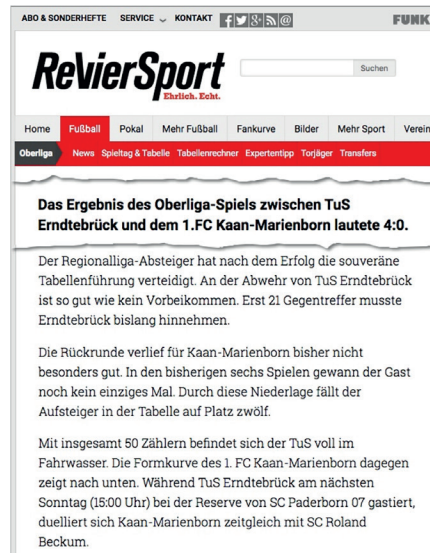 ABO & SONDERHEFTE SERVICE KONTAKT
FUNK
RevierSport
Ehrlich. Echt.
Suchen
Home Fußball Pokal Mehr Fußball Fankurve Bilder Mehr Sport Verein
Oberliga News Spieltag & Tabelle Tabellenrechner Expertentipp Torjäger Transfers
Das Ergebnis des Oberliga-Spiels zwischen TuS
Erndtebrück und dem 1.FC Kaan-Marienborn lautete 4:0.
Der Regionalliga-Absteiger hat nach dem Erfolg die souveräne
Tabellenführung verteidigt. An der Abwehr von TuS Erndtebrück
ist so gut wie kein Vorbeikommen. Erst 21 Gegentreffer musste
Erndtebrück bislang hinnehmen.
Die Rückrunde verlief für Kaan-Marienborn bisher nicht
besonders gut. In den bisherigen sechs Spielen gewann der Gast
noch kein einziges Mal. Durch diese Niederlage fällt der
Aufsteiger in der Tabelle auf Platz zwölf.
Mit insgesamt 50 Zählern befindet sich der TuS voll im
Fahrwasser. Die Formkurve des 1. FC Kaan-Marienborn dagegen
zeigt nach unten. Während TuS Erndtebrück am nächsten
Sonntag (15:00 Uhr) bei der Reserve von SC Paderborn 07 gastiert,
duelliert sich Kaan-Marienborn zeitgleich mit SC Roland
Beckum.